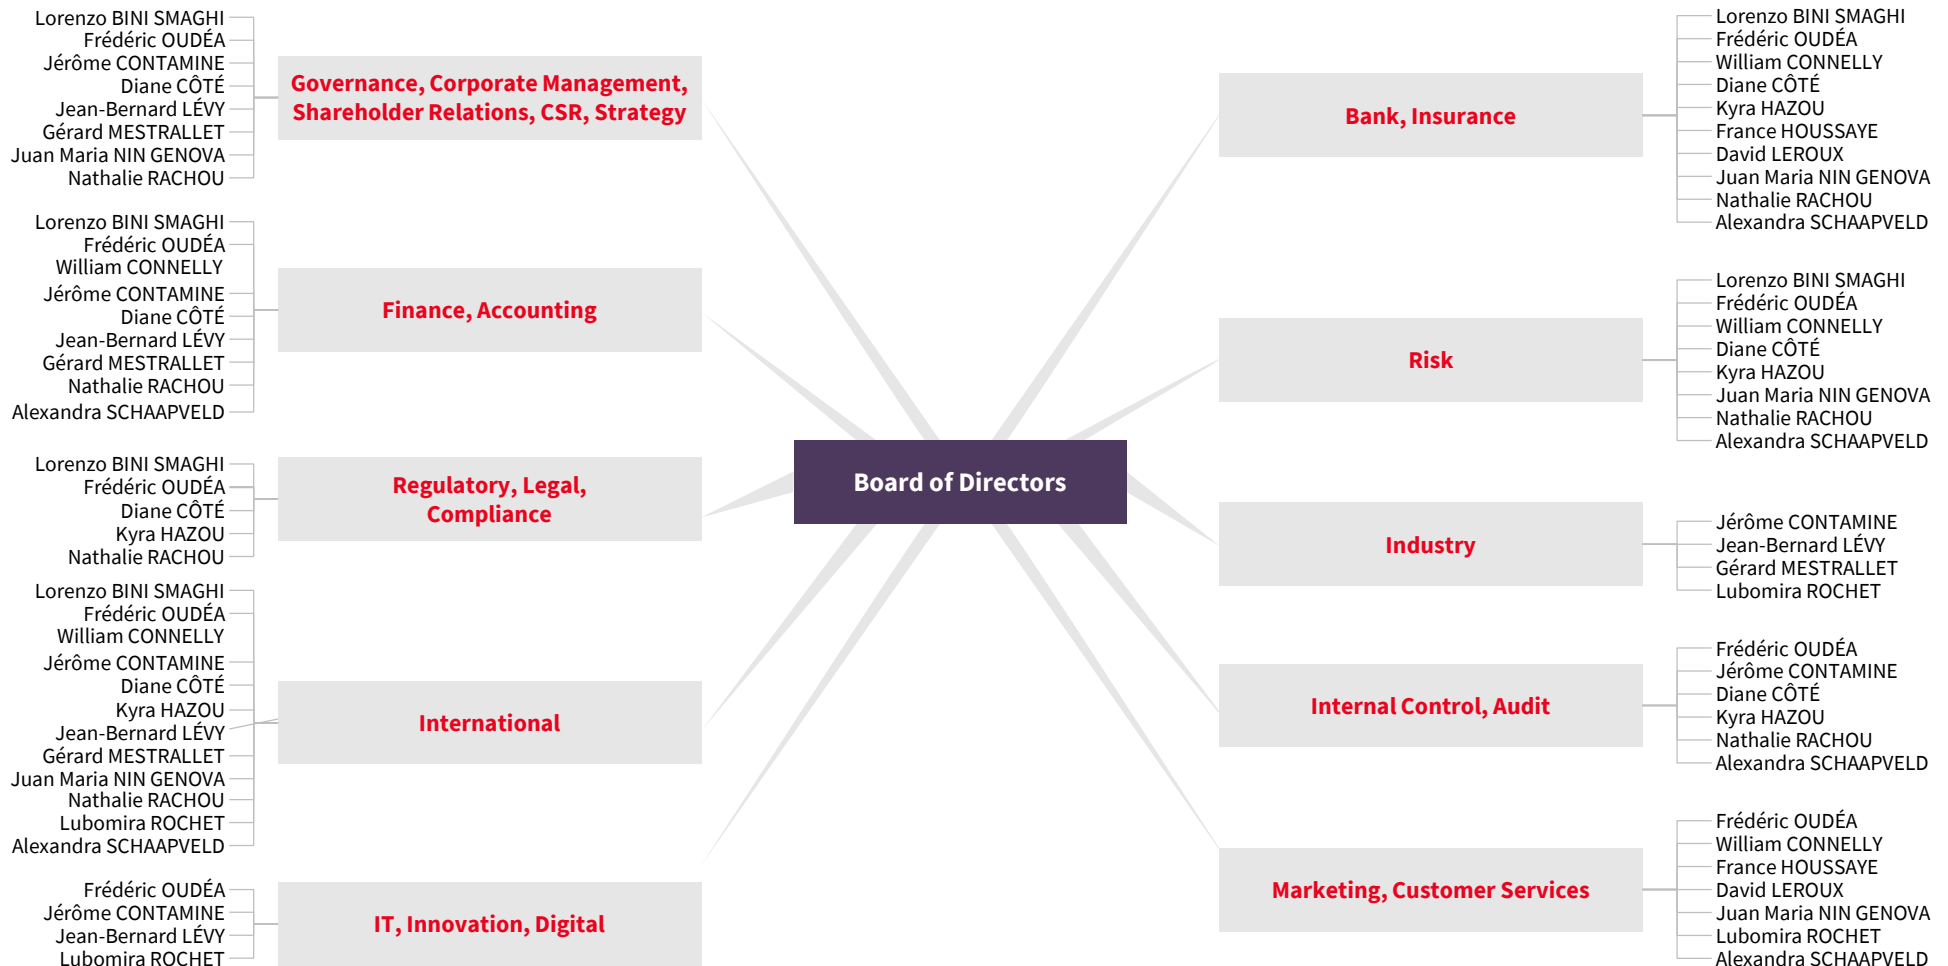 Lorenzo BINI SMAGHI
Frédéric OUDÉA
Jérôme CONTAMINE
Diane CÔTÉ
Jean-Bernard LÉVY
Gérard MESTRALLET
Juan Maria NIN GENOVA
Nathalie RACHOU
Governance, Corporate Management,
Shareholder Relations, CSR, Strategy
Lorenzo BINI SMAGHI
Frédéric OUDÉA
William CONNELLY
Jérôme CONTAMINE
Diane CÔTÉ
Jean-Bernard LÉVY
Gérard MESTRALLET
Nathalie RACHOU
Alexandra SCHAAPVELD
Finance, Accounting
Lorenzo BINI SMAGHI
Frédéric OUDÉA
Diane CÔTÉ
Kyra HAZOU
Nathalie RACHOU
Regulatory, Legal,
Compliance
Lorenzo BINI SMAGHI
Frédéric OUDÉA
William CONNELLY
Jérôme CONTAMINE
Diane CÔTÉ
Kyra HAZOU
Jean-Bernard LÉVY
Gérard MESTRALLET
Juan Maria NIN GENOVA
Nathalie RACHOU
Lubomira ROCHET
Alexandra SCHAAPVELD
International
Frédéric OUDÉA
Jérôme CONTAMINE
Jean-Bernard LÉVY
Lubomira ROCHET
IT, Innovation, Digital
Board of Directors
Bank, Insurance
Lorenzo BINI SMAGHI
Frédéric OUDÉA
William CONNELLY
Diane CÔTÉ
Kyra HAZOU
France HOUSSAYE
David LEROUX
Juan Maria NIN GENOVA
Nathalie RACHOU
Alexandra SCHAAPVELD
Risk
Lorenzo BINI SMAGHI
Frédéric OUDÉA
William CONNELLY
Diane CÔTÉ
Kyra HAZOU
Juan Maria NIN GENOVA
Nathalie RACHOU
Alexandra SCHAAPVELD
Industry
Jérôme CONTAMINE
Jean-Bernard LÉVY
Gérard MESTRALLET
Lubomira ROCHET
Internal Control, Audit
Frédéric OUDÉA
Jérôme CONTAMINE
Diane CÔTÉ
Kyra HAZOU
Nathalie RACHOU
Alexandra SCHAAPVELD
Marketing, Customer Services
Frédéric OUDÉA
William CONNELLY
France HOUSSAYE
David LEROUX
Juan Maria NIN GENOVA
Lubomira ROCHET
Alexandra SCHAAPVELD